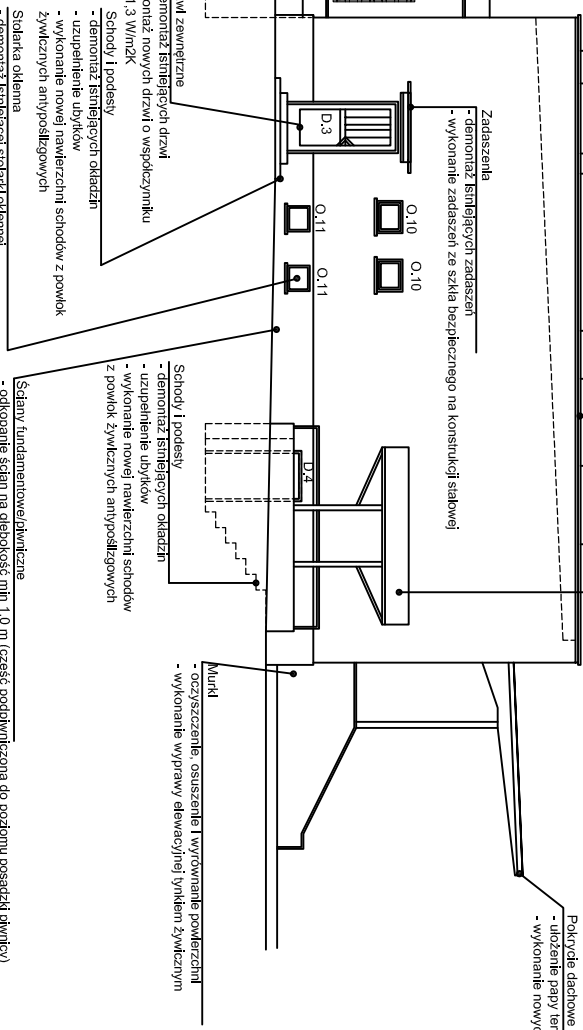 Pokrycie dachowe
- ułożenie papy ter
- wykonanie nowyc
Zadaszenia
- demontaż istniejących zadaszeń
- wykonanie zadaszeń ze szkła bezpiecznego na konstrukcji stalowej
O.10
O.10
D.3
O.11
O.11
D.4
wi zewnętrzne
emontaż istniejących drzwi
ontaż nowych drzwi o współczynniku
1,3 W/m2K
Schody i podesty
- demontaż istniejących okładzin
- uzupełnienie ubytków
- wykonanie nowej nawierzchni schodów z powłok
żywicznych antypoślizgowych
Stolarka okienna
- demontaż istniejącej stolarki okiennej
Schody i podesty
- demontaż istniejących okładzin
- uzupełnienie ubytków
- wykonanie nowej nawierzchni schodów
z powłok żywicznych antypoślizgowych
Ściany fundamentowe/piwniczne
- odkopanie ścian na głębokość min 1,0 m (część podpiwniczona do poziomu posadzki piwnicy)
Murki
- oczyszczenie, osuszenie i wyrównanie powierzchni
- wykonanie wyprawy elewacyjnej tynkiem żywicznym